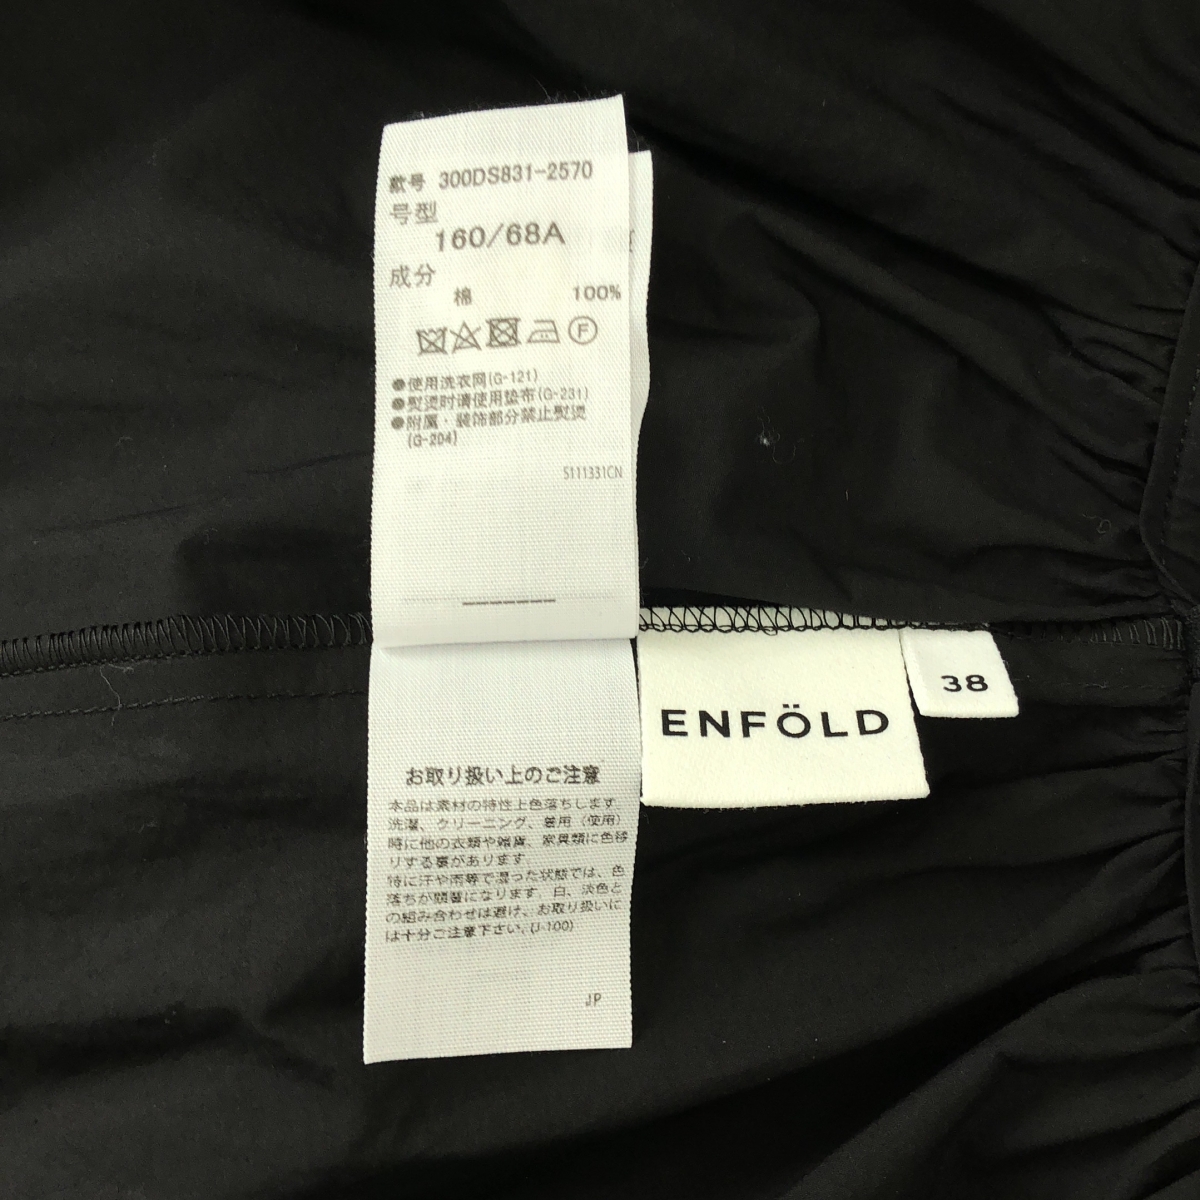 款号 300DS831-2570
号型
160/68A
成分
棉 100%
F
●使用洗衣网(G-121)
●熨烫时请使用垫布(G-231)
●附属・装饰部分禁止熨烫
(G-204)
S111331CN
ENFÖLD
38
お取り扱い上のご注意
本品は素材の特性上色落ちします。
洗濯、クリーニング、着用（使用）
時に他の衣類や雑貨、家具類に色移
りする事があります。
特に汗や雨等で湿った状態では、色
落ちが顕著になります。白、淡色と
の組み合わせは避け、お取り扱いに
は十分ご注意下さい。(J-100)
JP